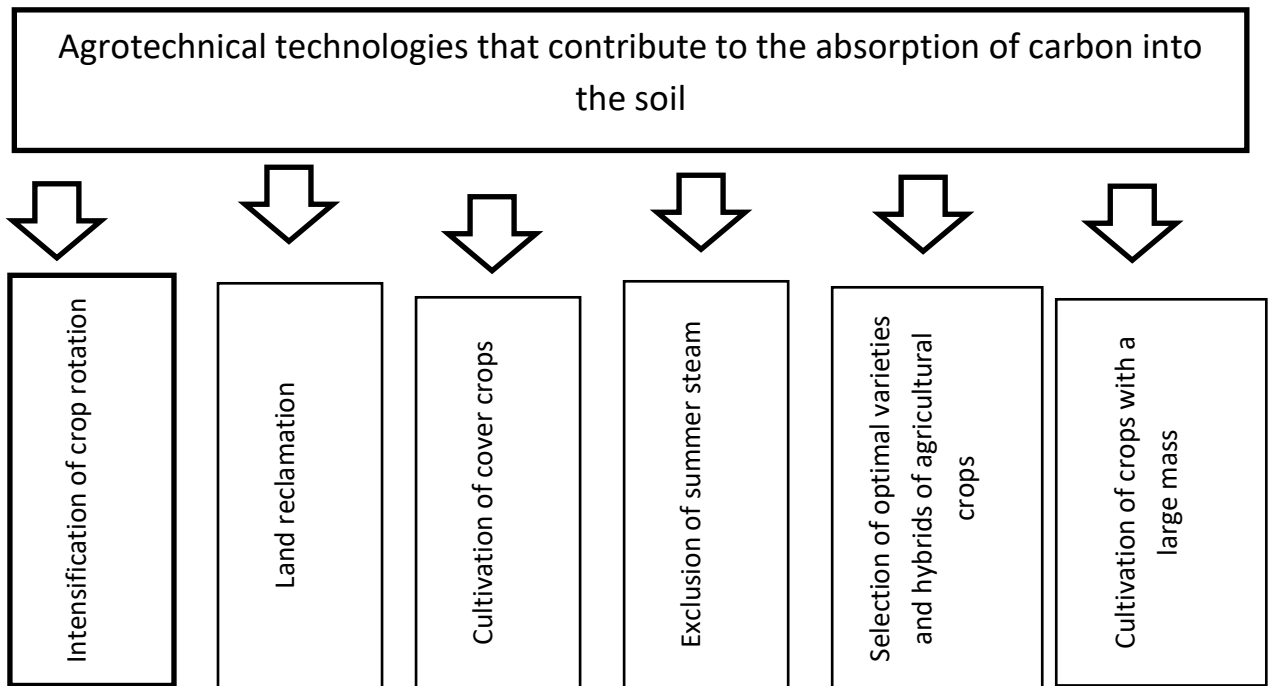 Agrotechnical technologies that contribute to the absorption of carbon into
the soil
Intensification of crop rotation
Land reclamation
Cultivation of cover crops
Exclusion of summer steam
Selection of optimal varieties
and hybrids of agricultural
crops
Cultivation of crops with a
large mass